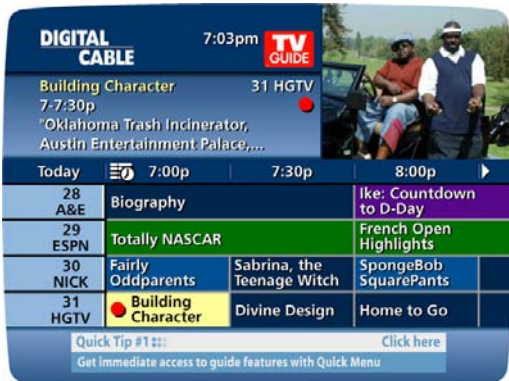 DIGITAL CABLE
7:03pm
TV GUIDE
Building Character
31 HGTV
7-7:30p
"Oklahoma Trash Incinerator,
Austin Entertainment Palace,...
Today
7:00p
7:30p
8:00p
28 A&E
Biography
Ike: Countdown to D-Day
29 ESPN
Totally NASCAR
French Open Highlights
30 NICK
Fairly Oddparents
Sabrina, the Teenage Witch
SpongeBob SquarePants
31 HGTV
Building Character
Divine Design
Home to Go
Quick Tip #1
Click here
Get immediate access to guide features with Quick Menu